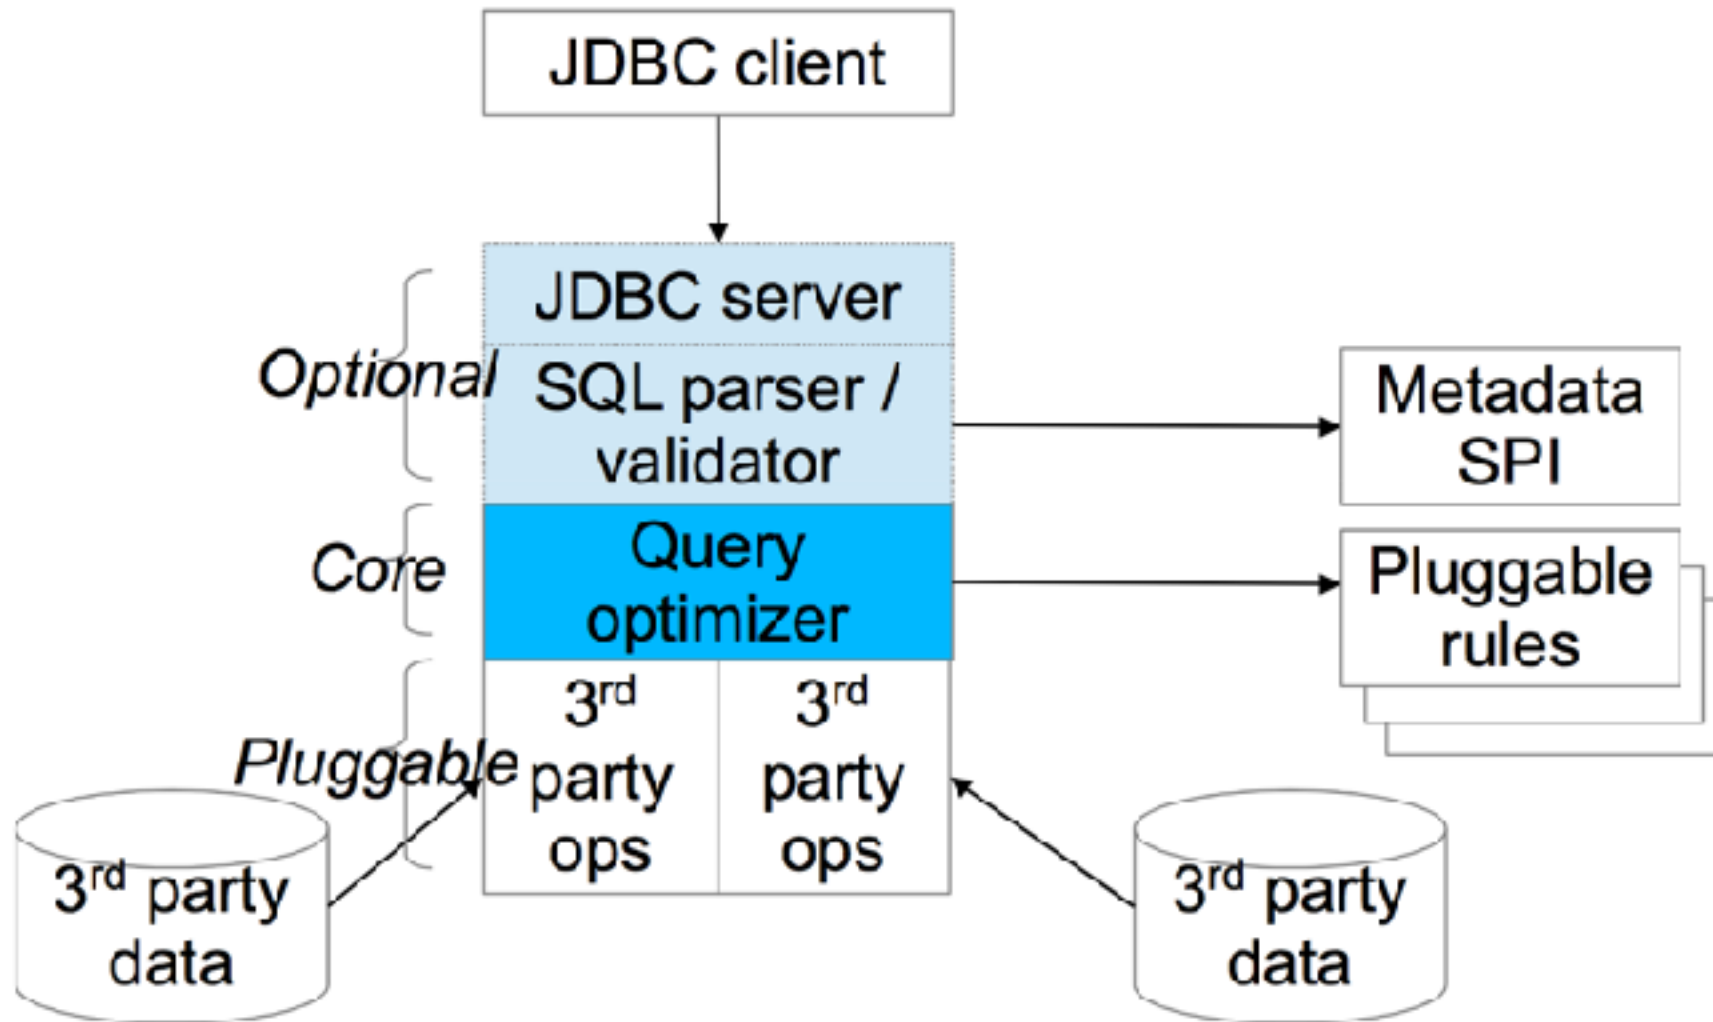 JDBC client
JDBC server
Optional
SQL parser /
validator
Metadata
SPI
Core
Query
optimizer
Pluggable
rules
Pluggable
3rd
party
ops
3rd
party
ops
3rd party
data
3rd party
data